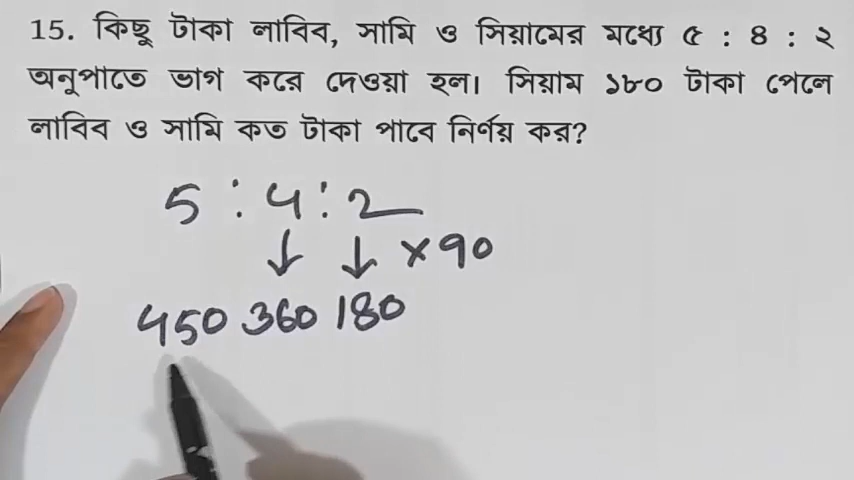 15. কিছু টাকা লাবিব, সামি ও সিয়ামের মধ্যে ৫ : ৪ : ২
অনুপাতে ভাগ করে দেওয়া হল। সিয়াম ১৮০ টাকা পেলে
লাবিব ও সামি কত টাকা পাবে নির্ণয় কর?
5 : 4 : 2
↓ ↓ ×90
450 360 180